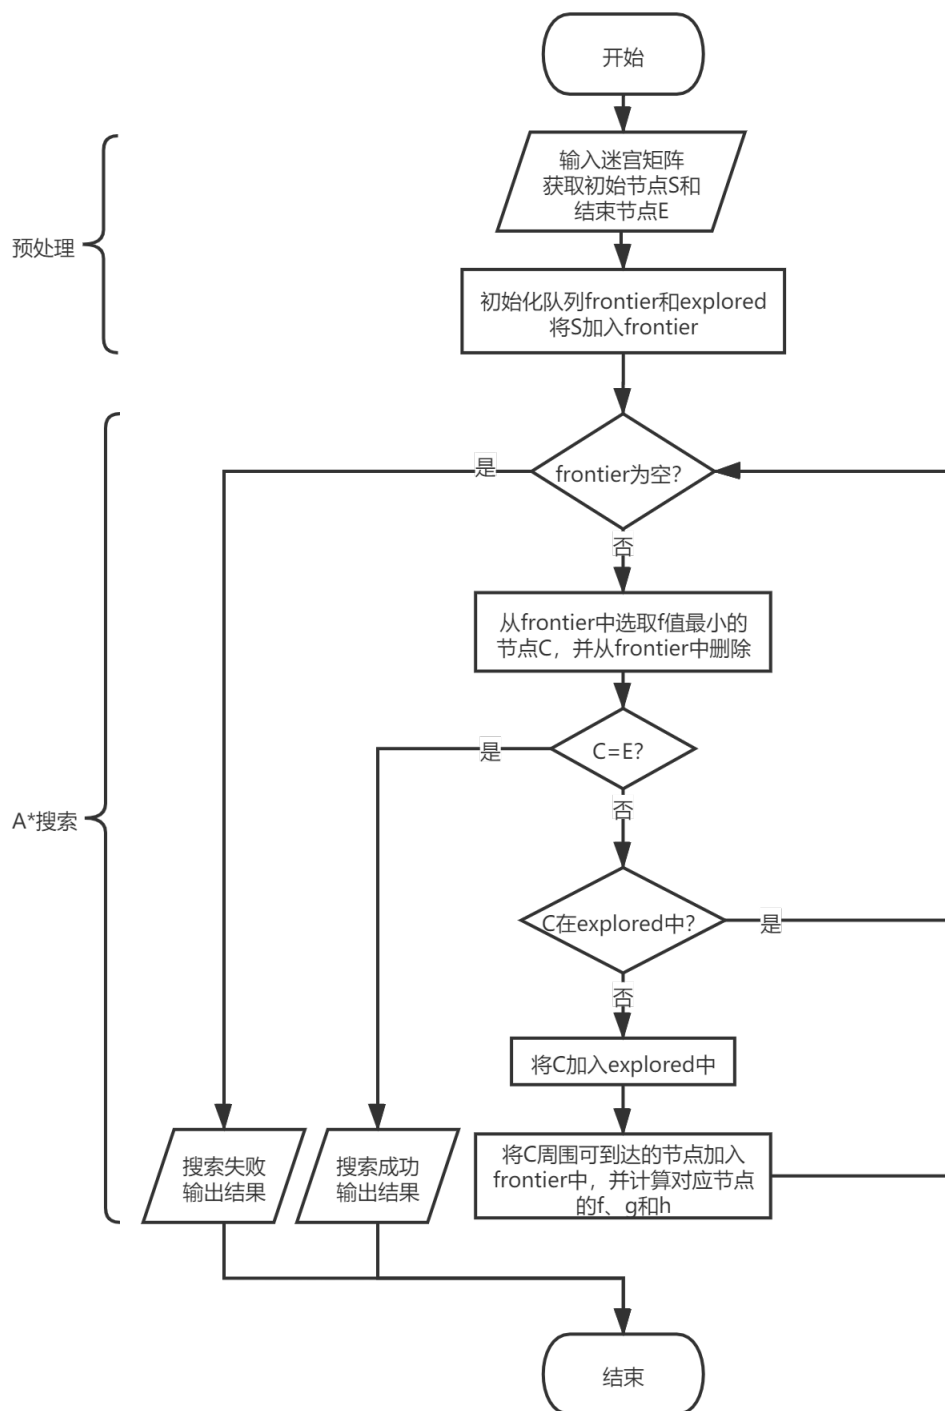 开始
输入迷宫矩阵
获取初始节点S和
结束节点E
预处理
初始化队列frontier和explored
将S加入frontier
frontier为空？
是
否
从frontier中选取f值最小的
节点C，并从frontier中删除
C=E？
是
否
A*搜索
C在explored中？
是
否
将C加入explored中
将C周围可到达的节点加入
frontier中，并计算对应节点
的f、g和h
搜索失败
输出结果
搜索成功
输出结果
结束